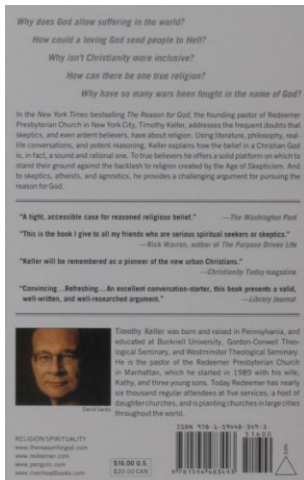 Why does God allow suffering in the world?
How could a loving God send people to Hell?
Why isn't Christianity more inclusive?
How can there be one true religion?
Why have so many wars been fought in the name of God?
In the New York Times bestselling The Reason for God, the founding pastor of Redeemer
Presbyterian Church in New York City, Timothy Keller, addresses the frequent doubts that
skeptics, and even ardent believers, have about religion. Using literature, philosophy, real-
life conversations, and potent reasoning, Keller explains how the belief in a Christian God
is, in fact, a sound and rational one. To true believers he offers a solid platform on which to
stand their ground against the backlash to religion created by the Age of Skepticism. And
to skeptics, atheists, and agnostics, he provides a challenging argument for pursuing the
reason for God.
"A tight, accessible case for reasoned religious belief." —The Washington Post
"This is the book I give to all my friends who are serious spiritual seekers or skeptics."
—Rick Warren, author of The Purpose Driven Life
"Keller will be remembered as a pioneer of the new urban Christians."
—Christianity Today magazine
"Convincing...Refreshing... An excellent conversation-starter, this book presents a valid,
well-written, and well-researched argument." —Library Journal
Timothy Keller was born and raised in Pennsylvania, and
educated at Bucknell University, Gordon-Conwell Theo-
logical Seminary, and Westminster Theological Seminary.
He is the pastor of the Redeemer Presbyterian Church
in Manhattan, which he started in 1989 with his wife,
Kathy, and three young sons. Today Redeemer has nearly
six thousand regular attendees at five services, a host of
daughter churches, and is planting churches in large cities
throughout the world.
David Sacks
RELIGION/SPIRITUALITY
www.thereasonforgod.com
www.redeemer.com
www.penguin.com
www.riverheadbooks.com
$16.00 U.S.
$20.00 CAN
ISBN 978-1-59448-349-3
51600
9 781594 483493